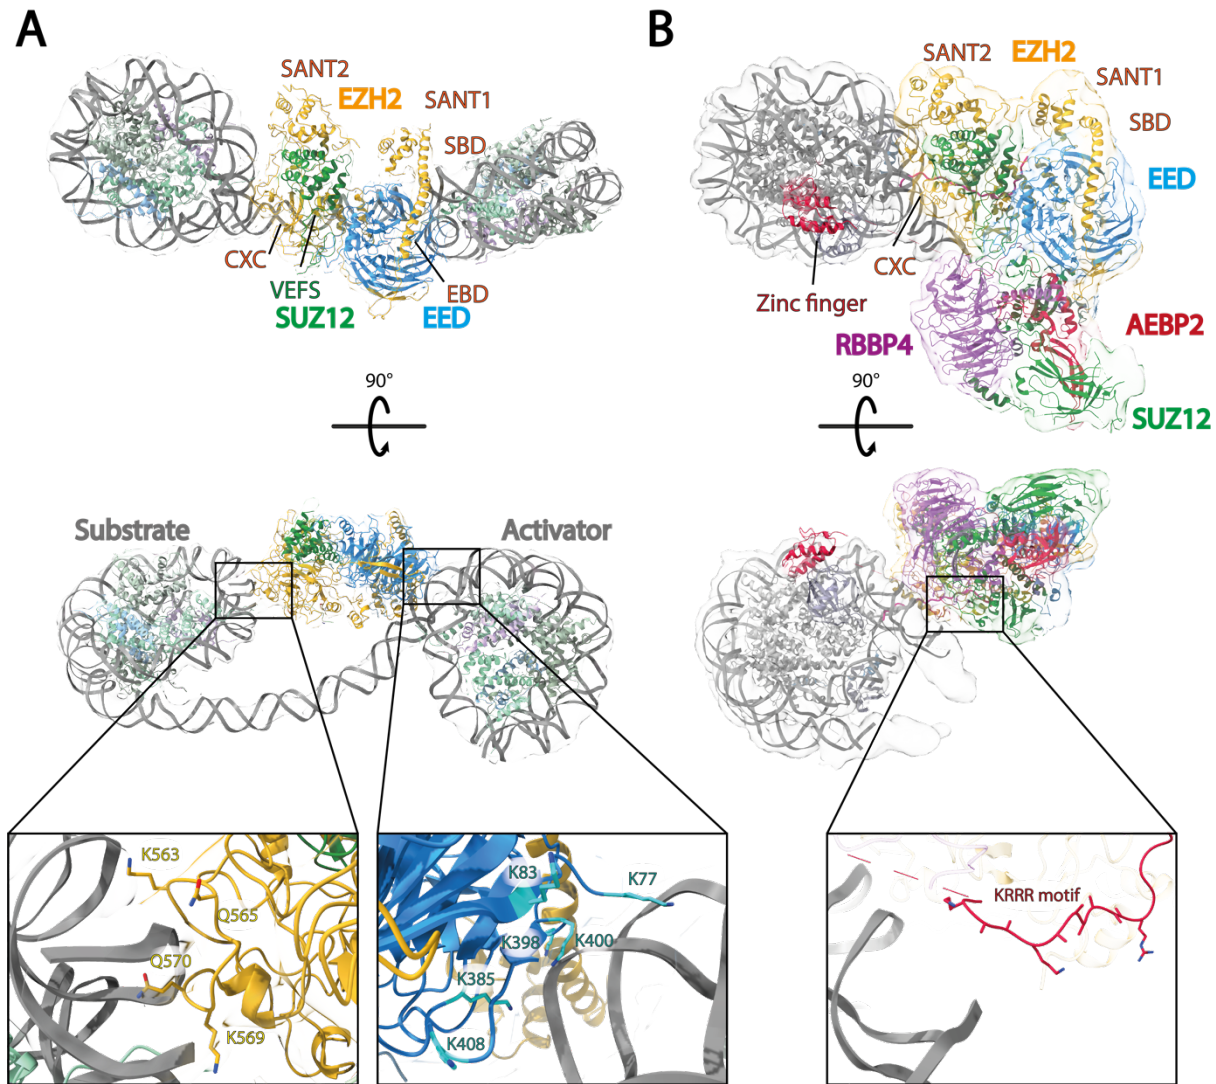 A
SANT2
EZH2
SANT1
SBD
CXC
VEFS
SUZ12
EED
EBD
90°
Substrate
Activator
K563
Q565
Q570
K569
K83
K77
K398
K400
K385
K408
B
SANT2
EZH2
SANT1
SBD
EED
CXC
Zinc finger
RBBP4
AEBP2
SUZ12
90°
KRRR motif